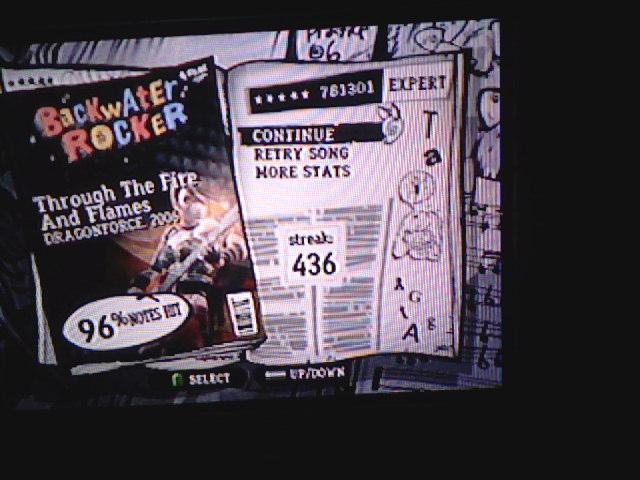 BACKWATER
ROCKER
Through The Fire
And Flames
DRAGONFORCE, 2006
96% NOTES HIT
781301
EXPERT
CONTINUE
RETRY SONG
MORE STATS
streak:
436
SELECT
UP/DOWN